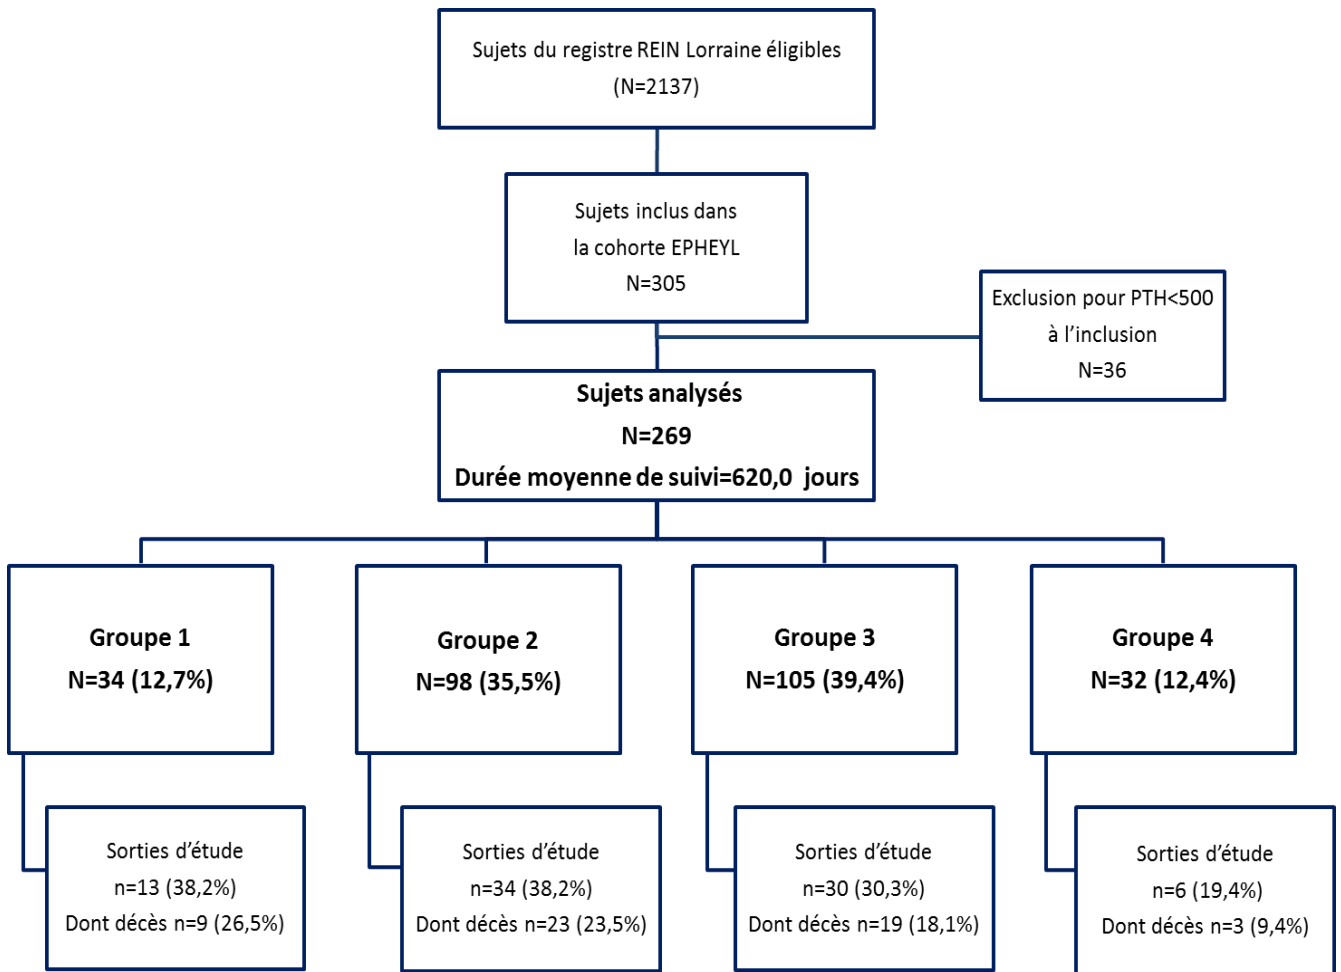 Sujets du registre REIN Lorraine éligibles
(N=2137)
Sujets inclus dans
la cohorte EPHEYL
N=305
Exclusion pour PTH<500
à l’inclusion
N=36
Sujets analysés
N=269
Durée moyenne de suivi=620,0 jours
Groupe 1
N=34 (12,7%)
Groupe 2
N=98 (35,5%)
Groupe 3
N=105 (39,4%)
Groupe 4
N=32 (12,4%)
Sorties d’étude
n=13 (38,2%)
Dont décès n=9 (26,5%)
Sorties d’étude
n=34 (38,2%)
Dont décès n=23 (23,5%)
Sorties d’étude
n=30 (30,3%)
Dont décès n=19 (18,1%)
Sorties d’étude
n=6 (19,4%)
Dont décès n=3 (9,4%)